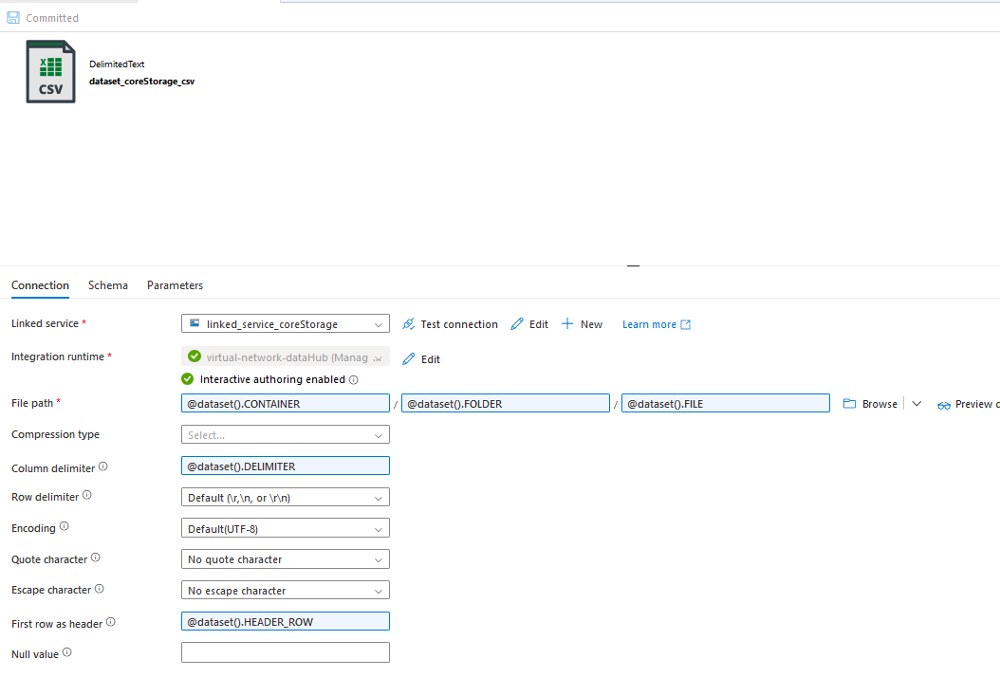 Committed
CSV
DelimitedText
dataset_coreStorage_csv
Connection Schema Parameters
Linked service * linked_service_coreStorage Test connection Edit New Learn more
Integration runtime * virtual-network-dataHub (Manag Edit
Interactive authoring enabled
File path * @dataset().CONTAINER / @dataset().FOLDER / @dataset().FILE Browse Preview
Compression type Select...
Column delimiter @dataset().DELIMITER
Row delimiter Default (\r,\n, or \r\n)
Encoding Default(UTF-8)
Quote character No quote character
Escape character No escape character
First row as header @dataset().HEADER_ROW
Null value